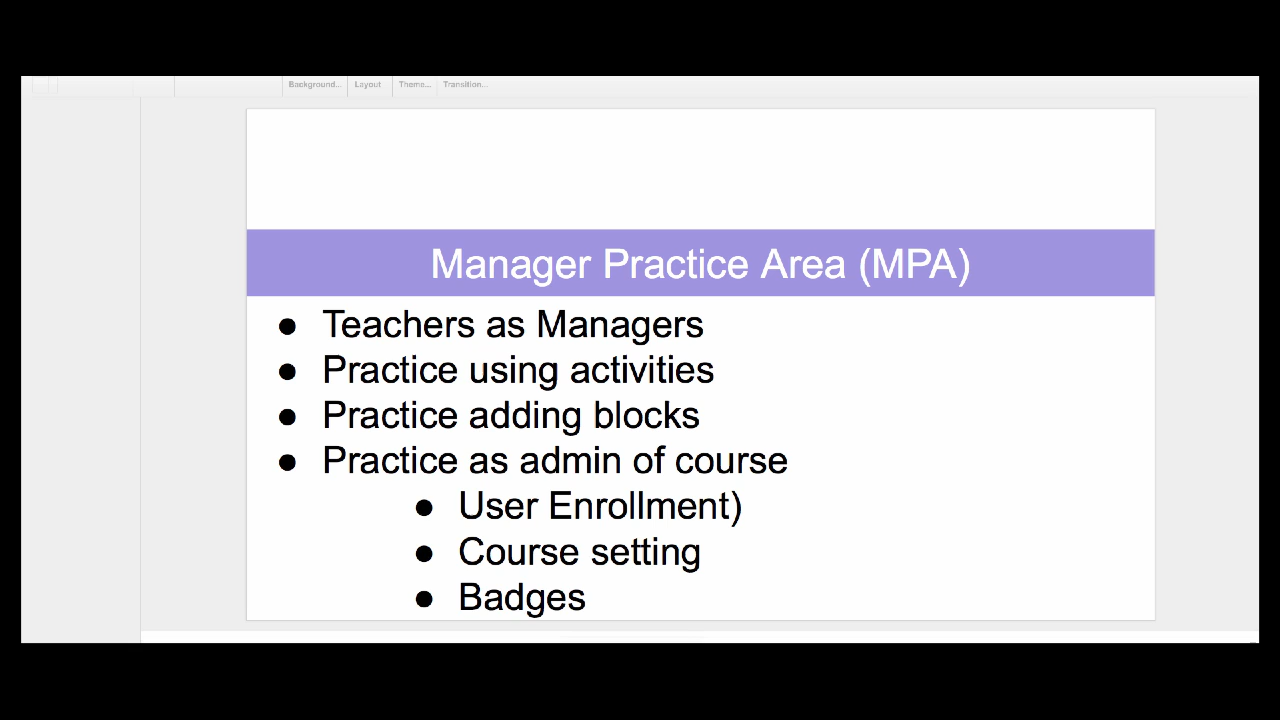 Background... Layout Theme... Transition...
Manager Practice Area (MPA)
● Teachers as Managers
● Practice using activities
● Practice adding blocks
● Practice as admin of course
● User Enrollment)
● Course setting
● Badges